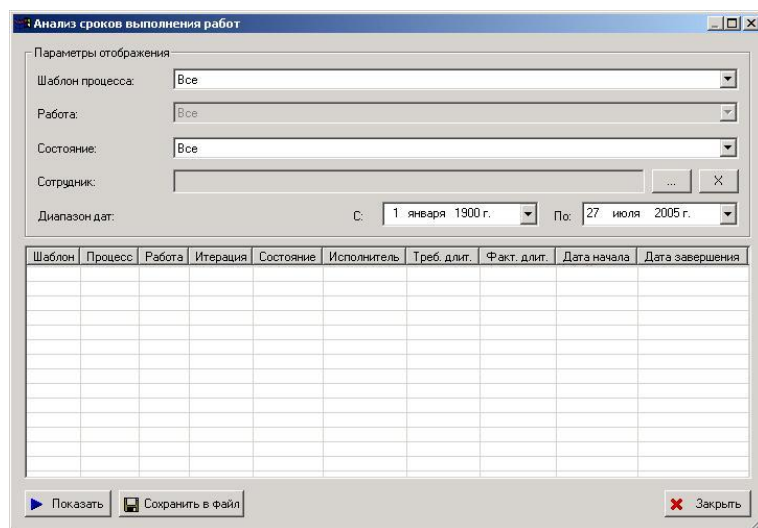 Анализ сроков выполнения работ
Параметры отображения
Шаблон процесса: Все
Работа: Все
Состояние: Все
Сотрудник: ... X
Диапазон дат: С: 1 января 1900 г. По: 27 июля 2005 г.
Шаблон Процесс Работа Итерация Состояние Исполнитель Треб. длит. Факт. длит. Дата начала Дата завершения
Показать Сохранить в файл Закрыть